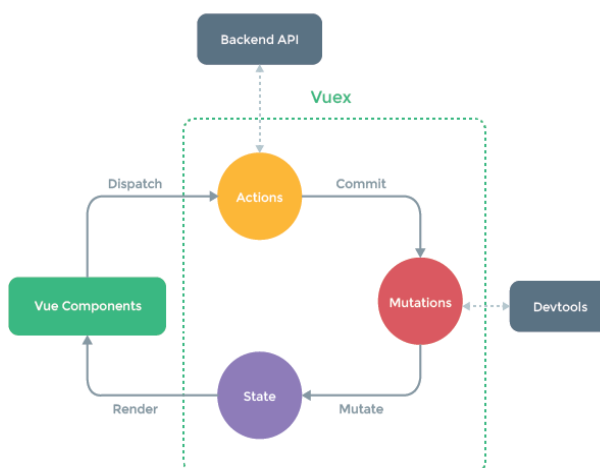 Backend API
Vuex
Dispatch
Actions
Commit
Vue Components
Mutations
Devtools
Render
State
Mutate